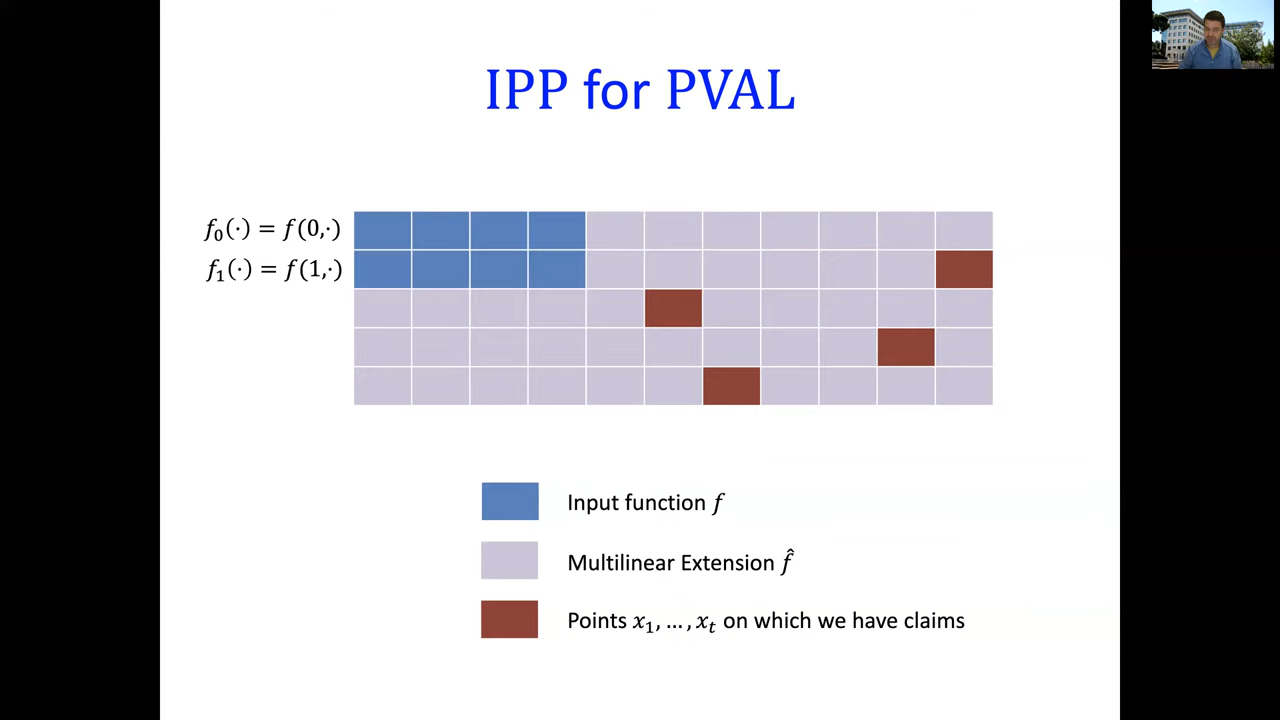 IPP for PVAL
f₀(·) = f(0,·)
f₁(·) = f(1,·)
Input function f
Multilinear Extension f̂
Points x₁, … , xₜ on which we have claims